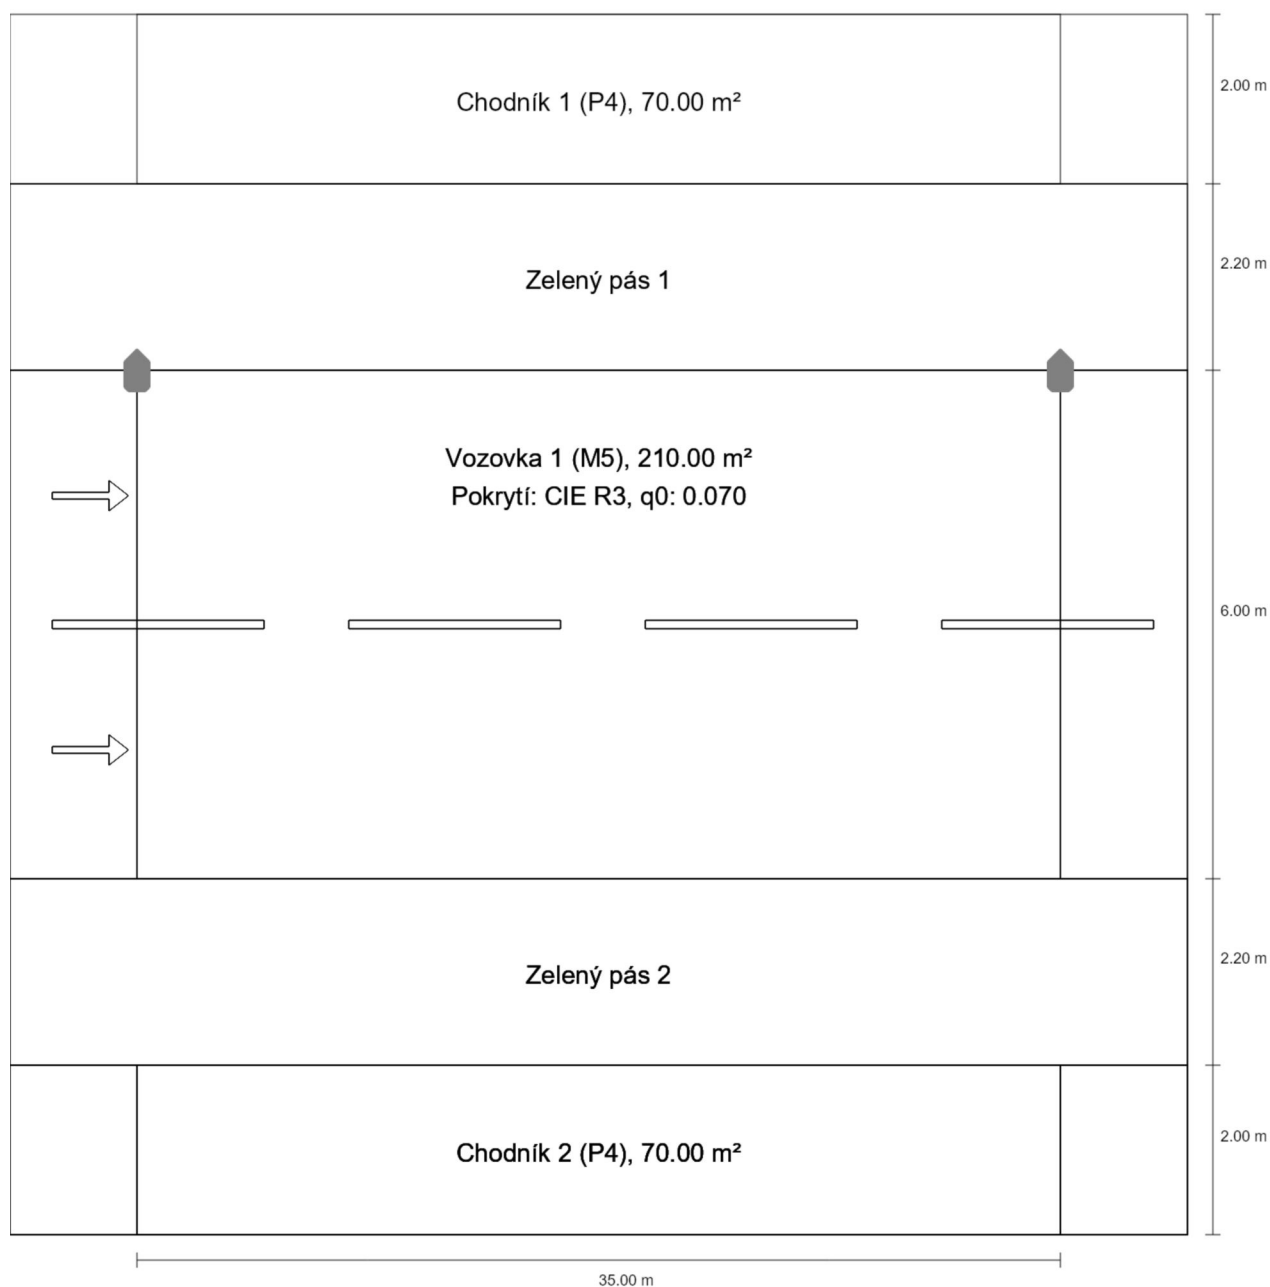 Chodník 1 (P4), 70.00 m²
2.00 m
Zelený pás 1
2.20 m
Vozovka 1 (M5), 210.00 m²
Pokrytí: CIE R3, q0: 0.070
6.00 m
Zelený pás 2
2.20 m
Chodník 2 (P4), 70.00 m²
2.00 m
35.00 m